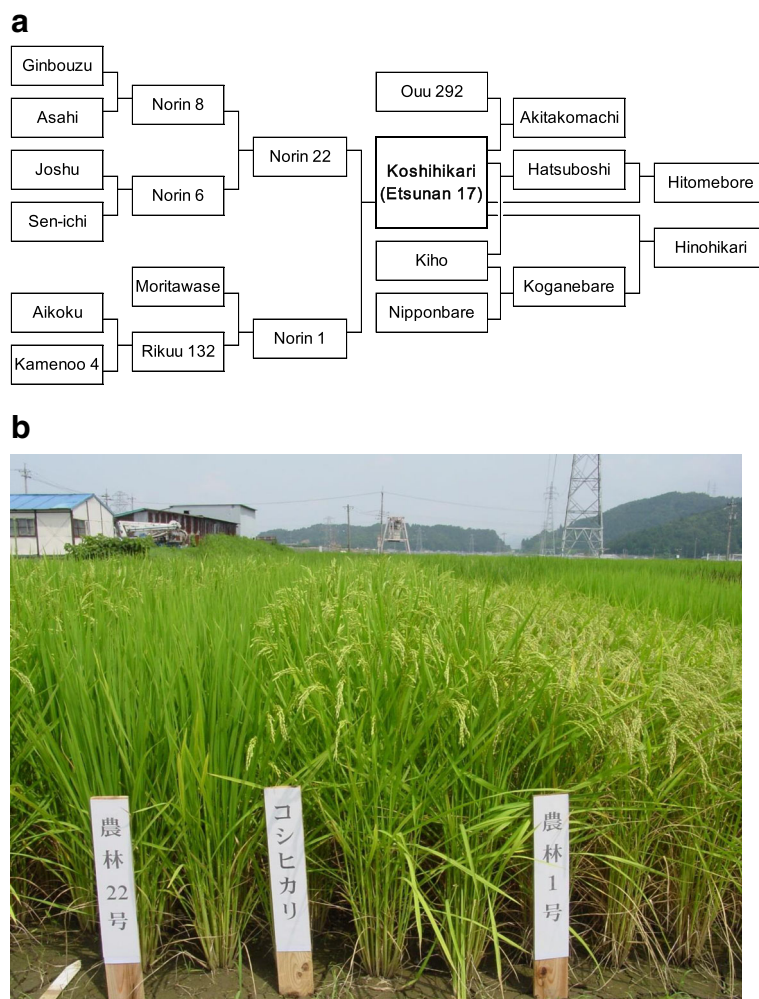 a
Ginbouzu
Asahi
Joshu
Sen-ichi
Aikoku
Kamenoo 4
Norin 8
Norin 6
Moritawase
Rikuu 132
Norin 22
Norin 1
Ouu 292
Koshihikari
(Etsunan 17)
Kiho
Nipponbare
Akitakomachi
Hatsuboshi
Koganebare
Hitomebore
Hinohikari
b
農林22号
コシヒカリ
農林1号